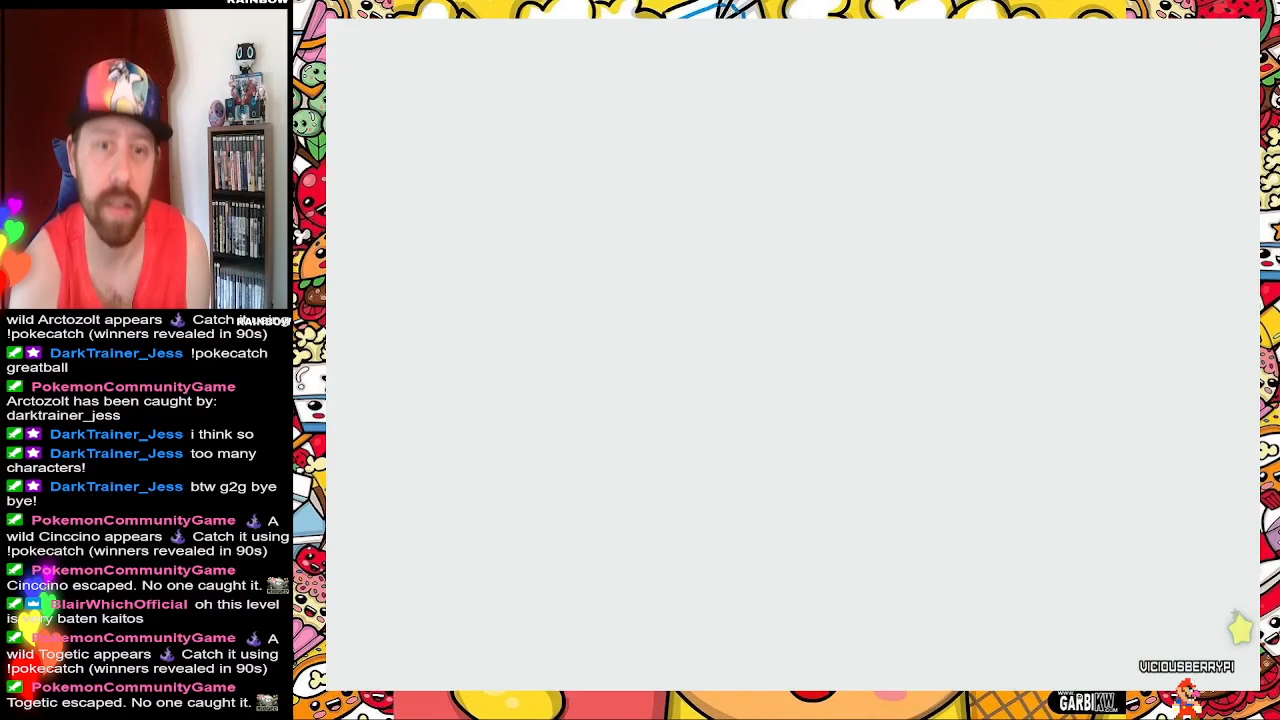 RAINBOW
wild Arctozolt appears Catch it using
RAINBOW
!pokecatch (winners revealed in 90s)
DarkTrainer_Jess !pokecatch
greatball
PokemonCommunityGame
Arctozolt has been caught by:
darktrainer_jess
DarkTrainer_Jess i think so
DarkTrainer_Jess too many
characters!
DarkTrainer_Jess btw g2g bye
bye!
PokemonCommunityGame A
wild Cinccino appears Catch it using
!pokecatch (winners revealed in 90s)
PokemonCommunityGame
Cinccino escaped. No one caught it.
BlairWhichOfficial oh this level
is very baten kaitos
PokemonCommunityGame A
wild Togetic appears Catch it using
!pokecatch (winners revealed in 90s)
PokemonCommunityGame
Togetic escaped. No one caught it.
VICIOUSBERRYPI
GARBIKW